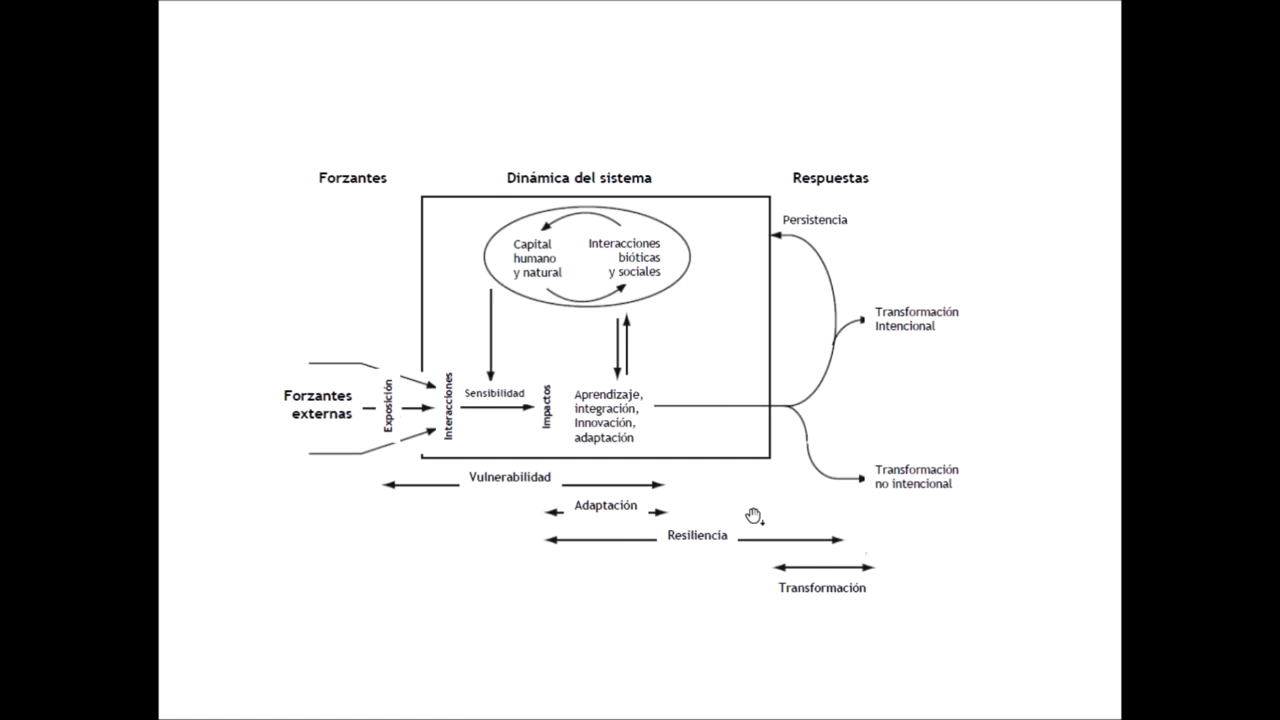 Forzantes
Dinámica del sistema
Respuestas
Persistencia
Capital
humano
y natural
Interacciones
bióticas
y sociales
Transformación
Intencional
Forzantes
externas
Exposición
Interacciones
Sensibilidad
Impactos
Aprendizaje,
integración,
Innovación,
adaptación
Transformación
no intencional
Vulnerabilidad
Adaptación
Resiliencia
Transformación